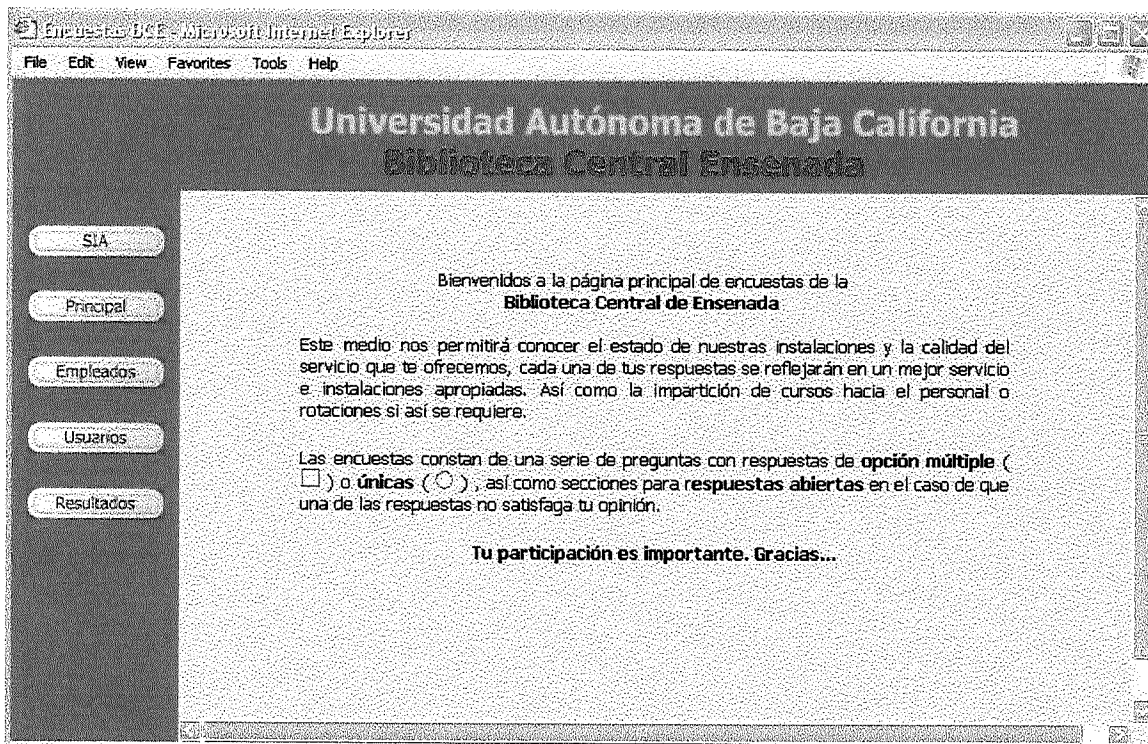 Encuestas BCE - Microsoft Internet Explorer
File Edit View Favorites Tools Help
Universidad Autónoma de Baja California
Biblioteca Central Ensenada
SIA
Principal
Empleados
Usuarios
Resultados
Bienvenidos a la página principal de encuestas de la
Biblioteca Central de Ensenada
Este medio nos permitirá conocer el estado de nuestras instalaciones y la calidad del
servicio que te ofrecemos, cada una de tus respuestas se reflejarán en un mejor servicio
e instalaciones apropiadas. Así como la impartición de cursos hacia el personal o
rotaciones si así se requiere.
Las encuestas constan de una serie de preguntas con respuestas de opción múltiple (
☐ ) o únicas ( ○ ) , así como secciones para respuestas abiertas en el caso de que
una de las respuestas no satisfaga tu opinión.
Tu participación es importante. Gracias...